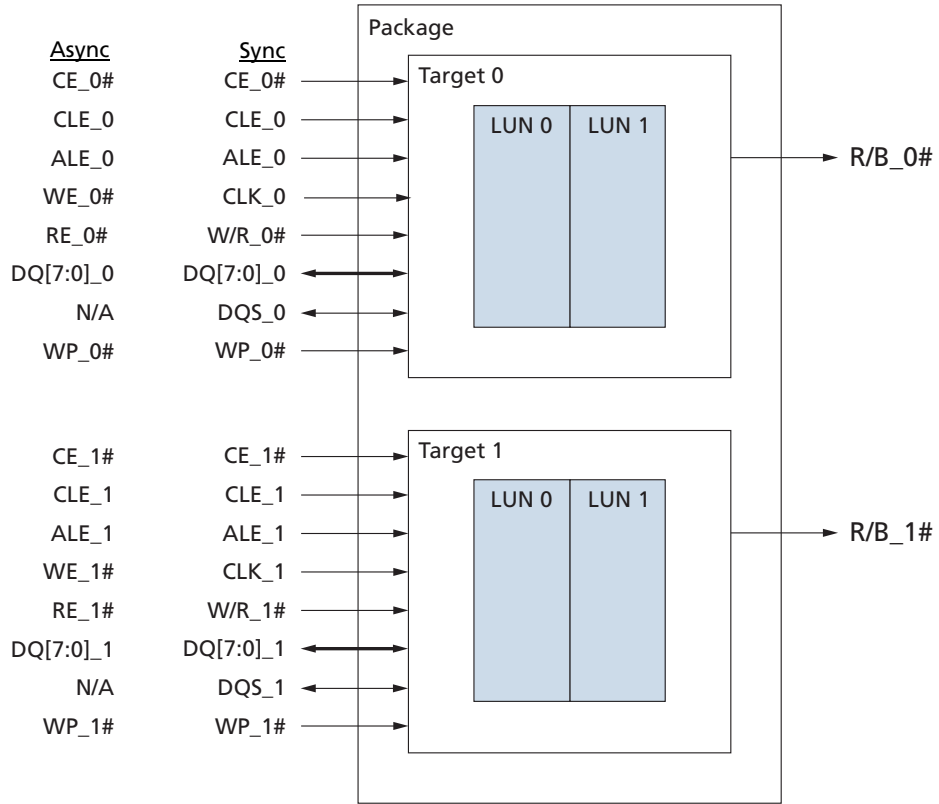 Package
Async Sync
CE_0# CE_0# Target 0
CLE_0 CLE_0 LUN 0 LUN 1
ALE_0 ALE_0 R/B_0#
WE_0# CLK_0
RE_0# W/R_0#
DQ[7:0]_0 DQ[7:0]_0
N/A DQS_0
WP_0# WP_0#
CE_1# CE_1# Target 1
CLE_1 CLE_1 LUN 0 LUN 1
ALE_1 ALE_1 R/B_1#
WE_1# CLK_1
RE_1# W/R_1#
DQ[7:0]_1 DQ[7:0]_1
N/A DQS_1
WP_1# WP_1#